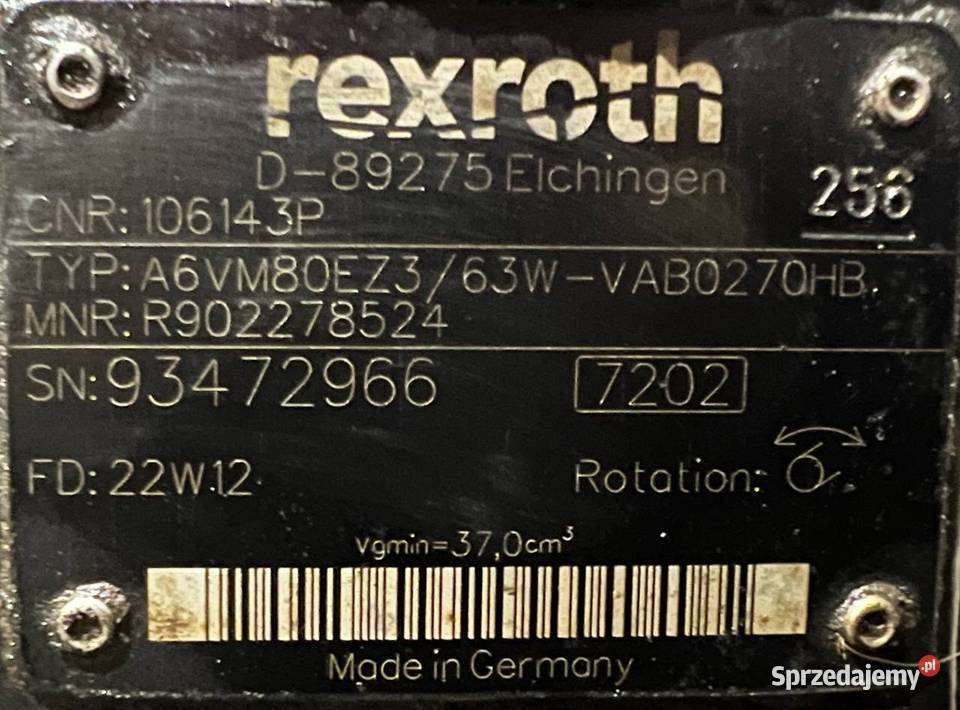 rexroth
D-89275 Elchingen
256
CNR: 106143P
TYP: A6VM80EZ3/63W-VAB0270HB
MNR: R902278524
SN: 93472966
7202
FD: 22W12
Rotation:
Vgmin=37,0cm³
Made in Germany
Sprzedajemy.pl